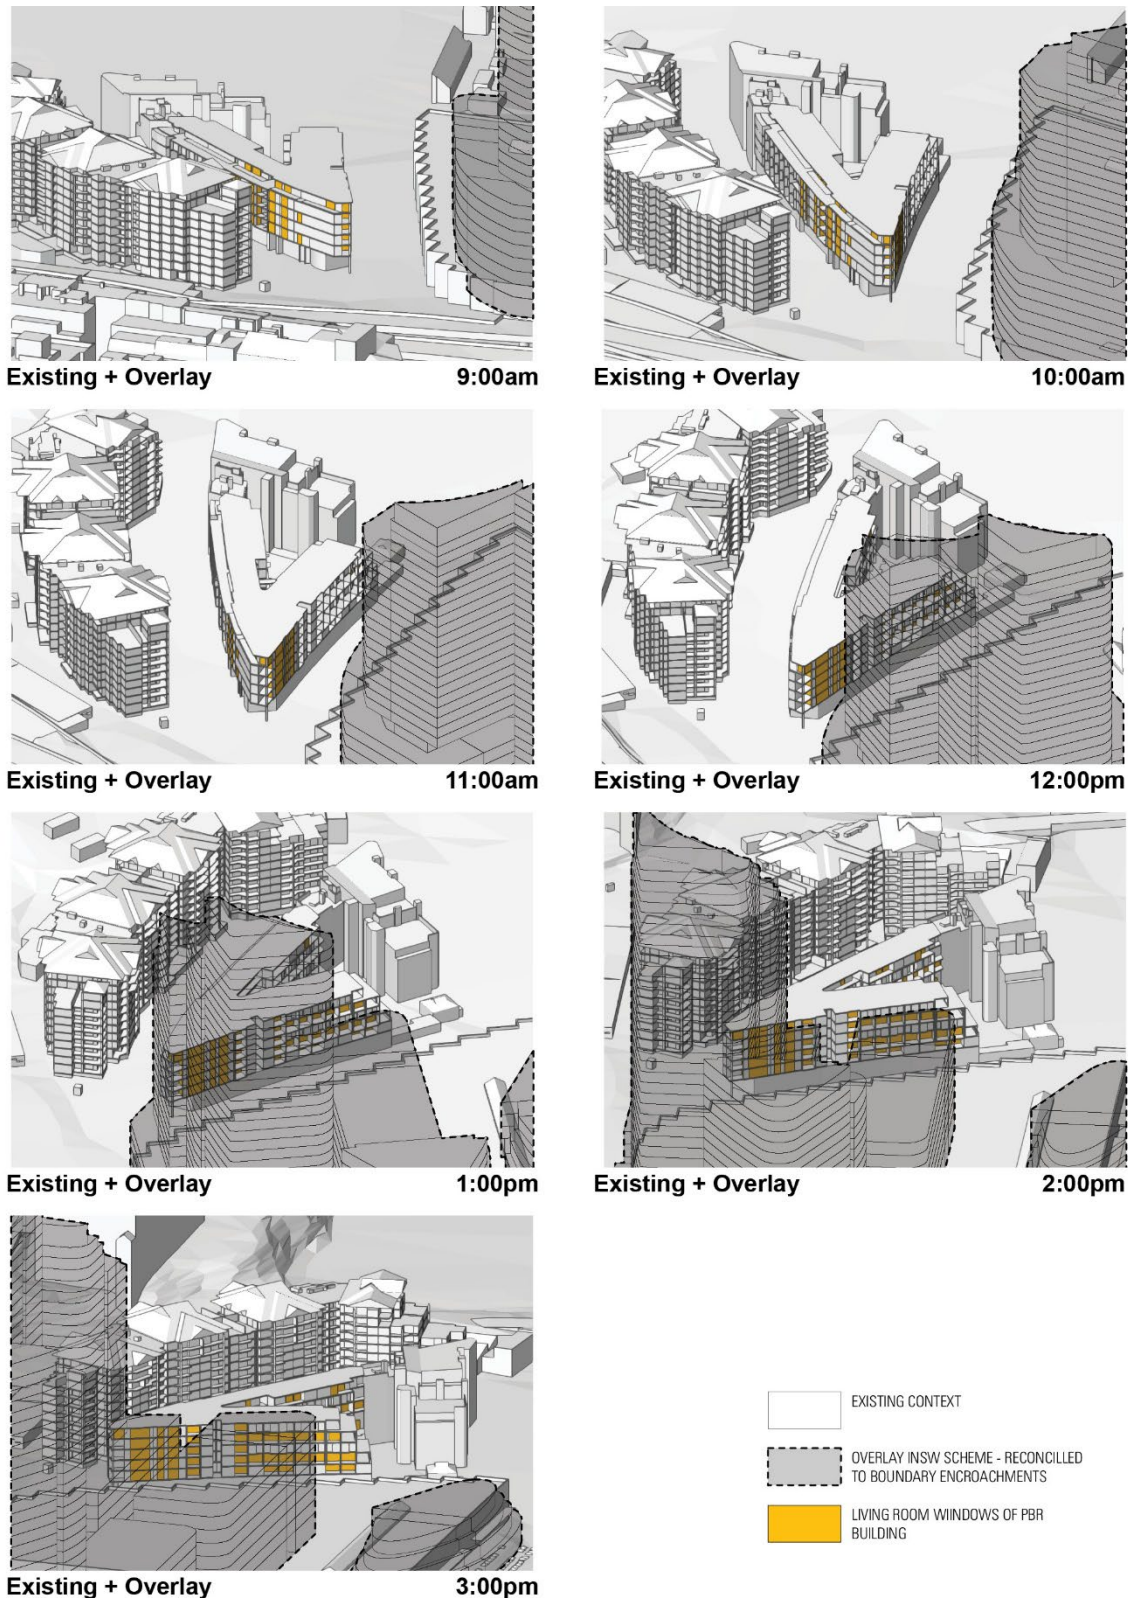 Existing + Overlay 9:00am
Existing + Overlay 10:00am
Existing + Overlay 11:00am
Existing + Overlay 12:00pm
Existing + Overlay 1:00pm
Existing + Overlay 2:00pm
EXISTING CONTEXT
OVERLAY INSW SCHEME - RECONCILLED
TO BOUNDARY ENCROACHMENTS
LIVING ROOM WIINDOWS OF PBR
BUILDING
Existing + Overlay 3:00pm